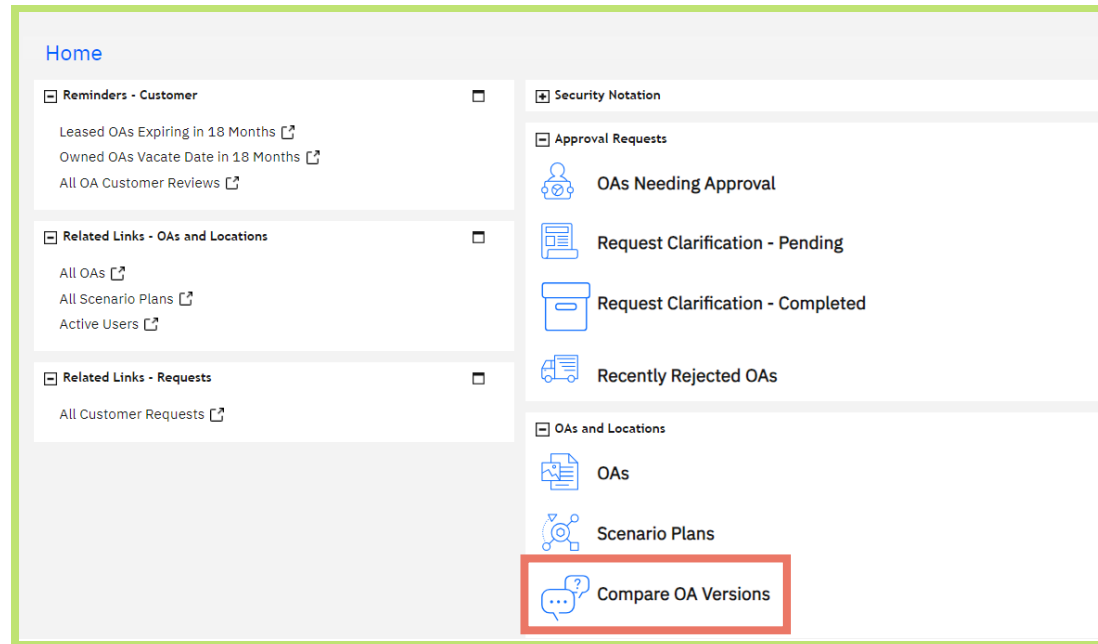 Home
Reminders - Customer
Leased OAs Expiring in 18 Months
Owned OAs Vacate Date in 18 Months
All OA Customer Reviews
Related Links - OAs and Locations
All OAs
All Scenario Plans
Active Users
Related Links - Requests
All Customer Requests
Security Notation
Approval Requests
OAs Needing Approval
Request Clarification - Pending
Request Clarification - Completed
Recently Rejected OAs
OAs and Locations
OAs
Scenario Plans
Compare OA Versions